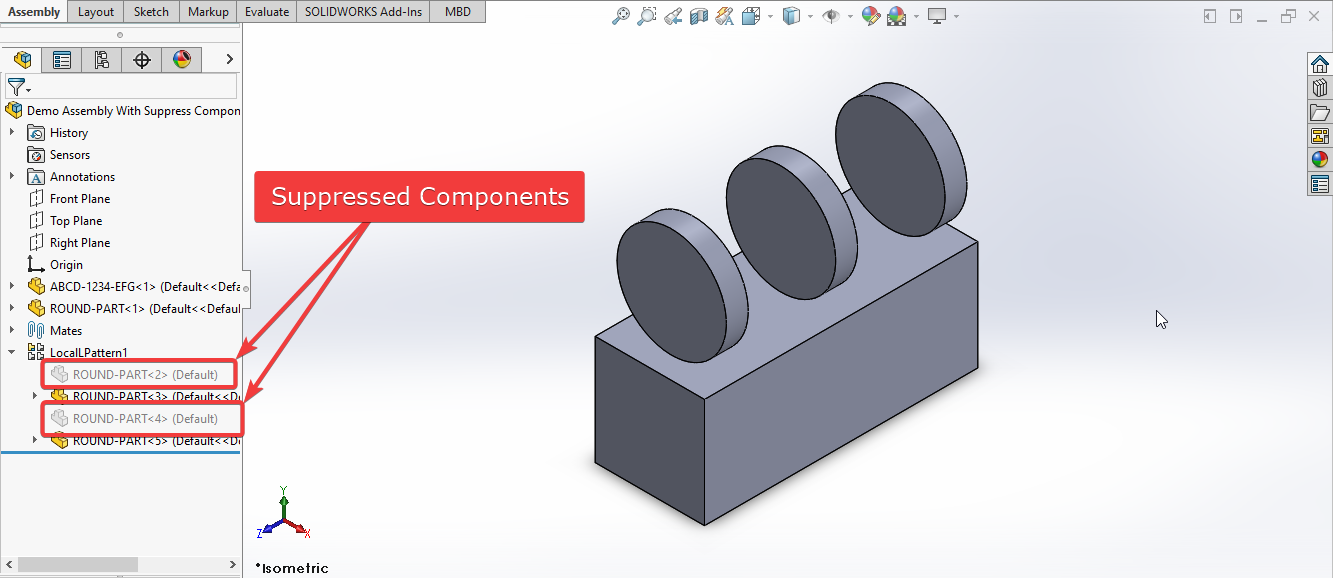 Assembly Layout Sketch Markup Evaluate SOLIDWORKS Add-Ins MBD
Demo Assembly With Suppress Compon
History
Sensors
Annotations
Front Plane
Top Plane
Right Plane
Origin
ABCD-1234-EFG<1> (Default<<Defa
ROUND-PART<1> (Default<<Defaul
Mates
LocalLPattern1
ROUND-PART<2> (Default)
ROUND-PART<3> (Default<<Du
ROUND-PART<4> (Default)
ROUND-PART<5> (Default<<De
Suppressed Components
Y
Z X
*Isometric